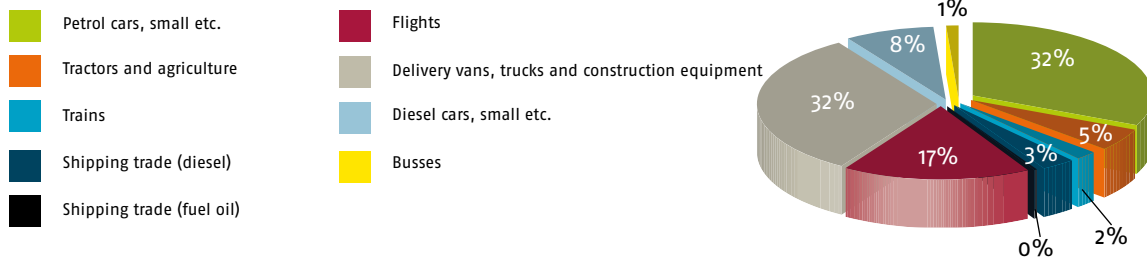 Petrol cars, small etc.
Tractors and agriculture
Trains
Shipping trade (diesel)
Shipping trade (fuel oil)
Flights
Delivery vans, trucks and construction equipment
Diesel cars, small etc.
Busses
1%
8%
32%
32%
5%
17%
3%
2%
0%